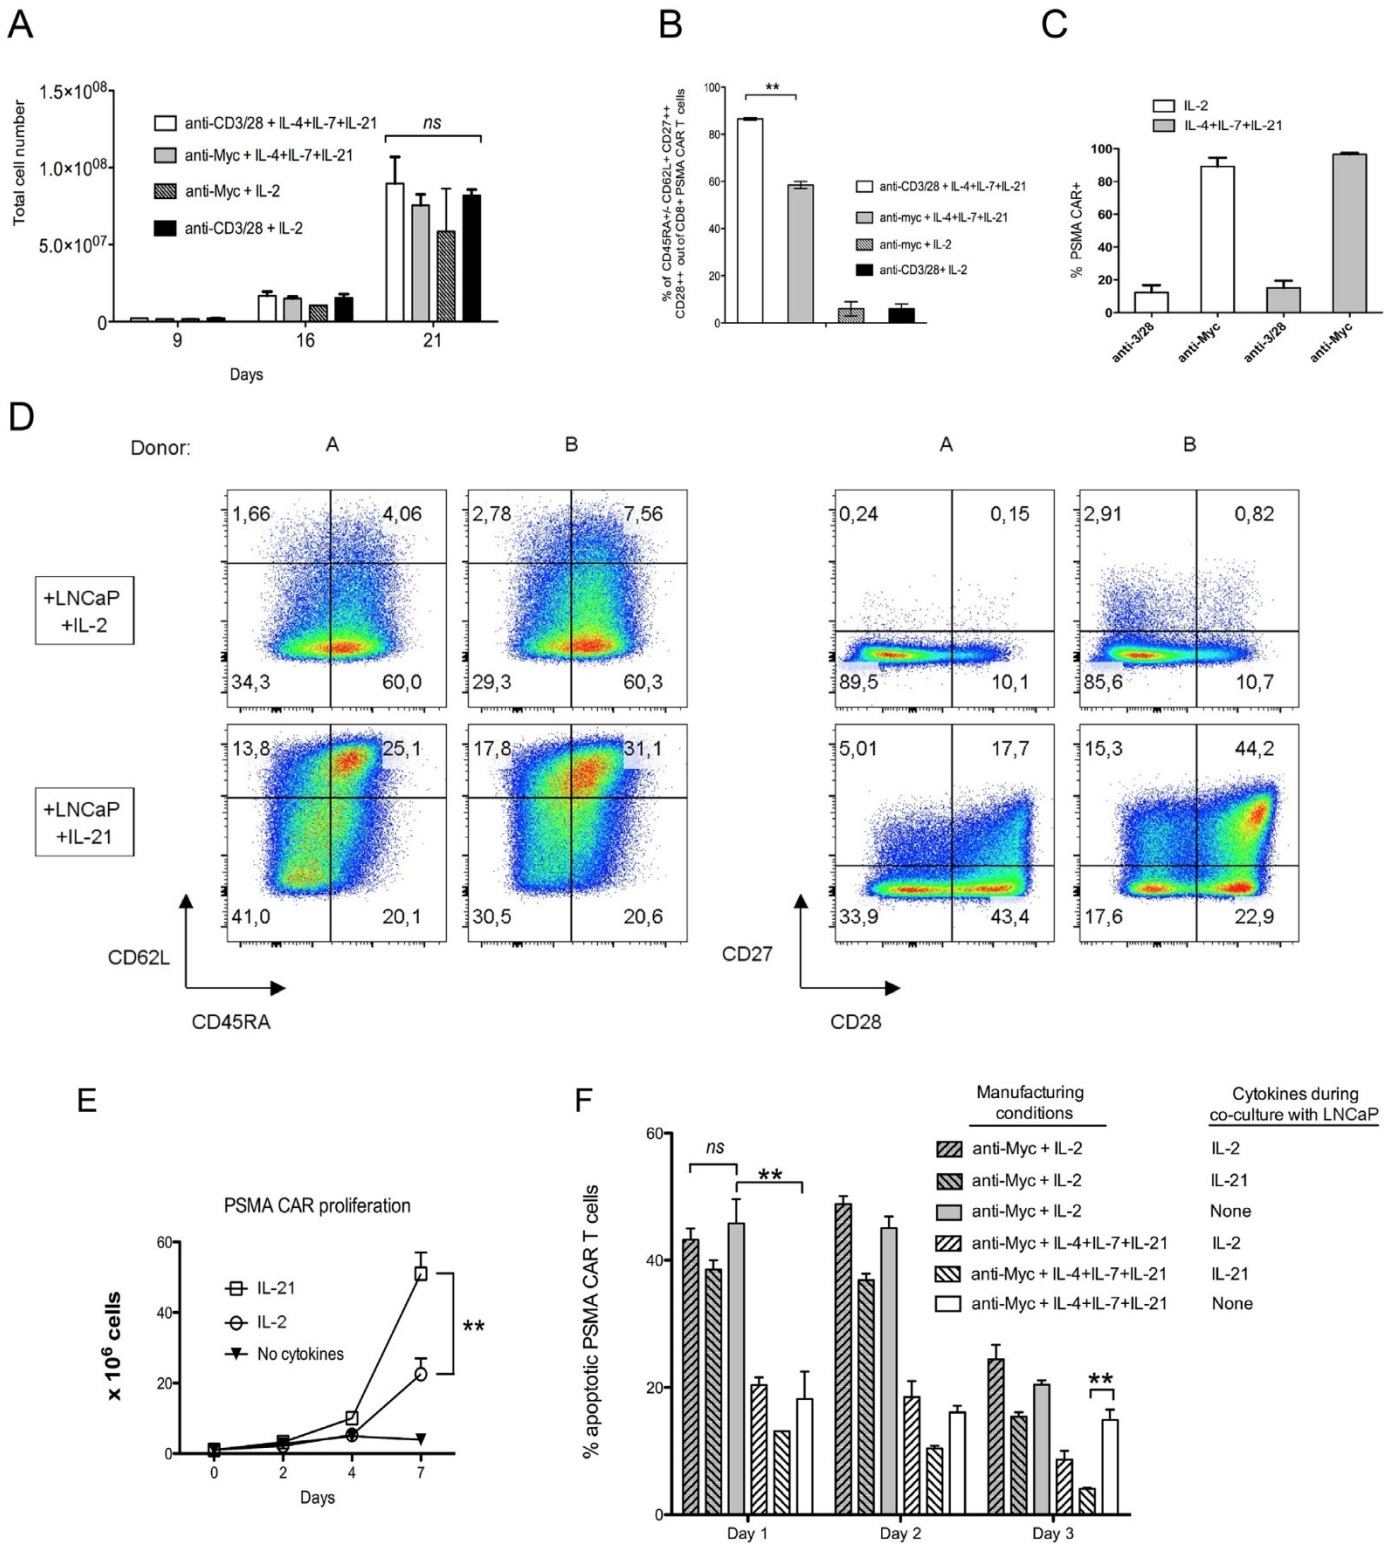 A
Total cell number
1.5×10⁰⁸
1.0×10⁰⁸
5.0×10⁰⁷
0
anti-CD3/28 + IL-4+IL-7+IL-21
anti-Myc + IL-4+IL-7+IL-21
anti-Myc + IL-2
anti-CD3/28 + IL-2
ns
9 16 21
Days
B
% of CD45RA+/- CD62L+ CD27++
CD28++ out of CD8+ PSMA CAR T cells
100
80
60
40
20
0
**
anti-CD3/28 + IL-4+IL-7+IL-21
anti-myc + IL-4+IL-7+IL-21
anti-myc + IL-2
anti-CD3/28+ IL-2
C
IL-2
IL-4+IL-7+IL-21
% PSMA CAR+
100
80
60
40
20
0
anti-3/28 anti-Myc anti-3/28 anti-Myc
D
Donor: A B A B
+LNCaP
+IL-2
1,66 4,06 2,78 7,56 0,24 0,15 2,91 0,82
34,3 60,0 29,3 60,3 89,5 10,1 85,6 10,7
+LNCaP
+IL-21
13,8 25,1 17,8 31,1 5,01 17,7 15,3 44,2
41,0 20,1 30,5 20,6 33,9 43,4 17,6 22,9
CD62L
CD45RA
CD27
CD28
E
PSMA CAR proliferation
x 10⁶ cells
60
40
20
0
IL-21
IL-2
No cytokines
**
0 2 4 7
Days
F
% apoptotic PSMA CAR T cells
60
40
20
0
ns
**
**
Manufacturing
conditions
Cytokines during
co-culture with LNCaP
anti-Myc + IL-2 IL-2
anti-Myc + IL-2 IL-21
anti-Myc + IL-2 None
anti-Myc + IL-4+IL-7+IL-21 IL-2
anti-Myc + IL-4+IL-7+IL-21 IL-21
anti-Myc + IL-4+IL-7+IL-21 None
Day 1 Day 2 Day 3